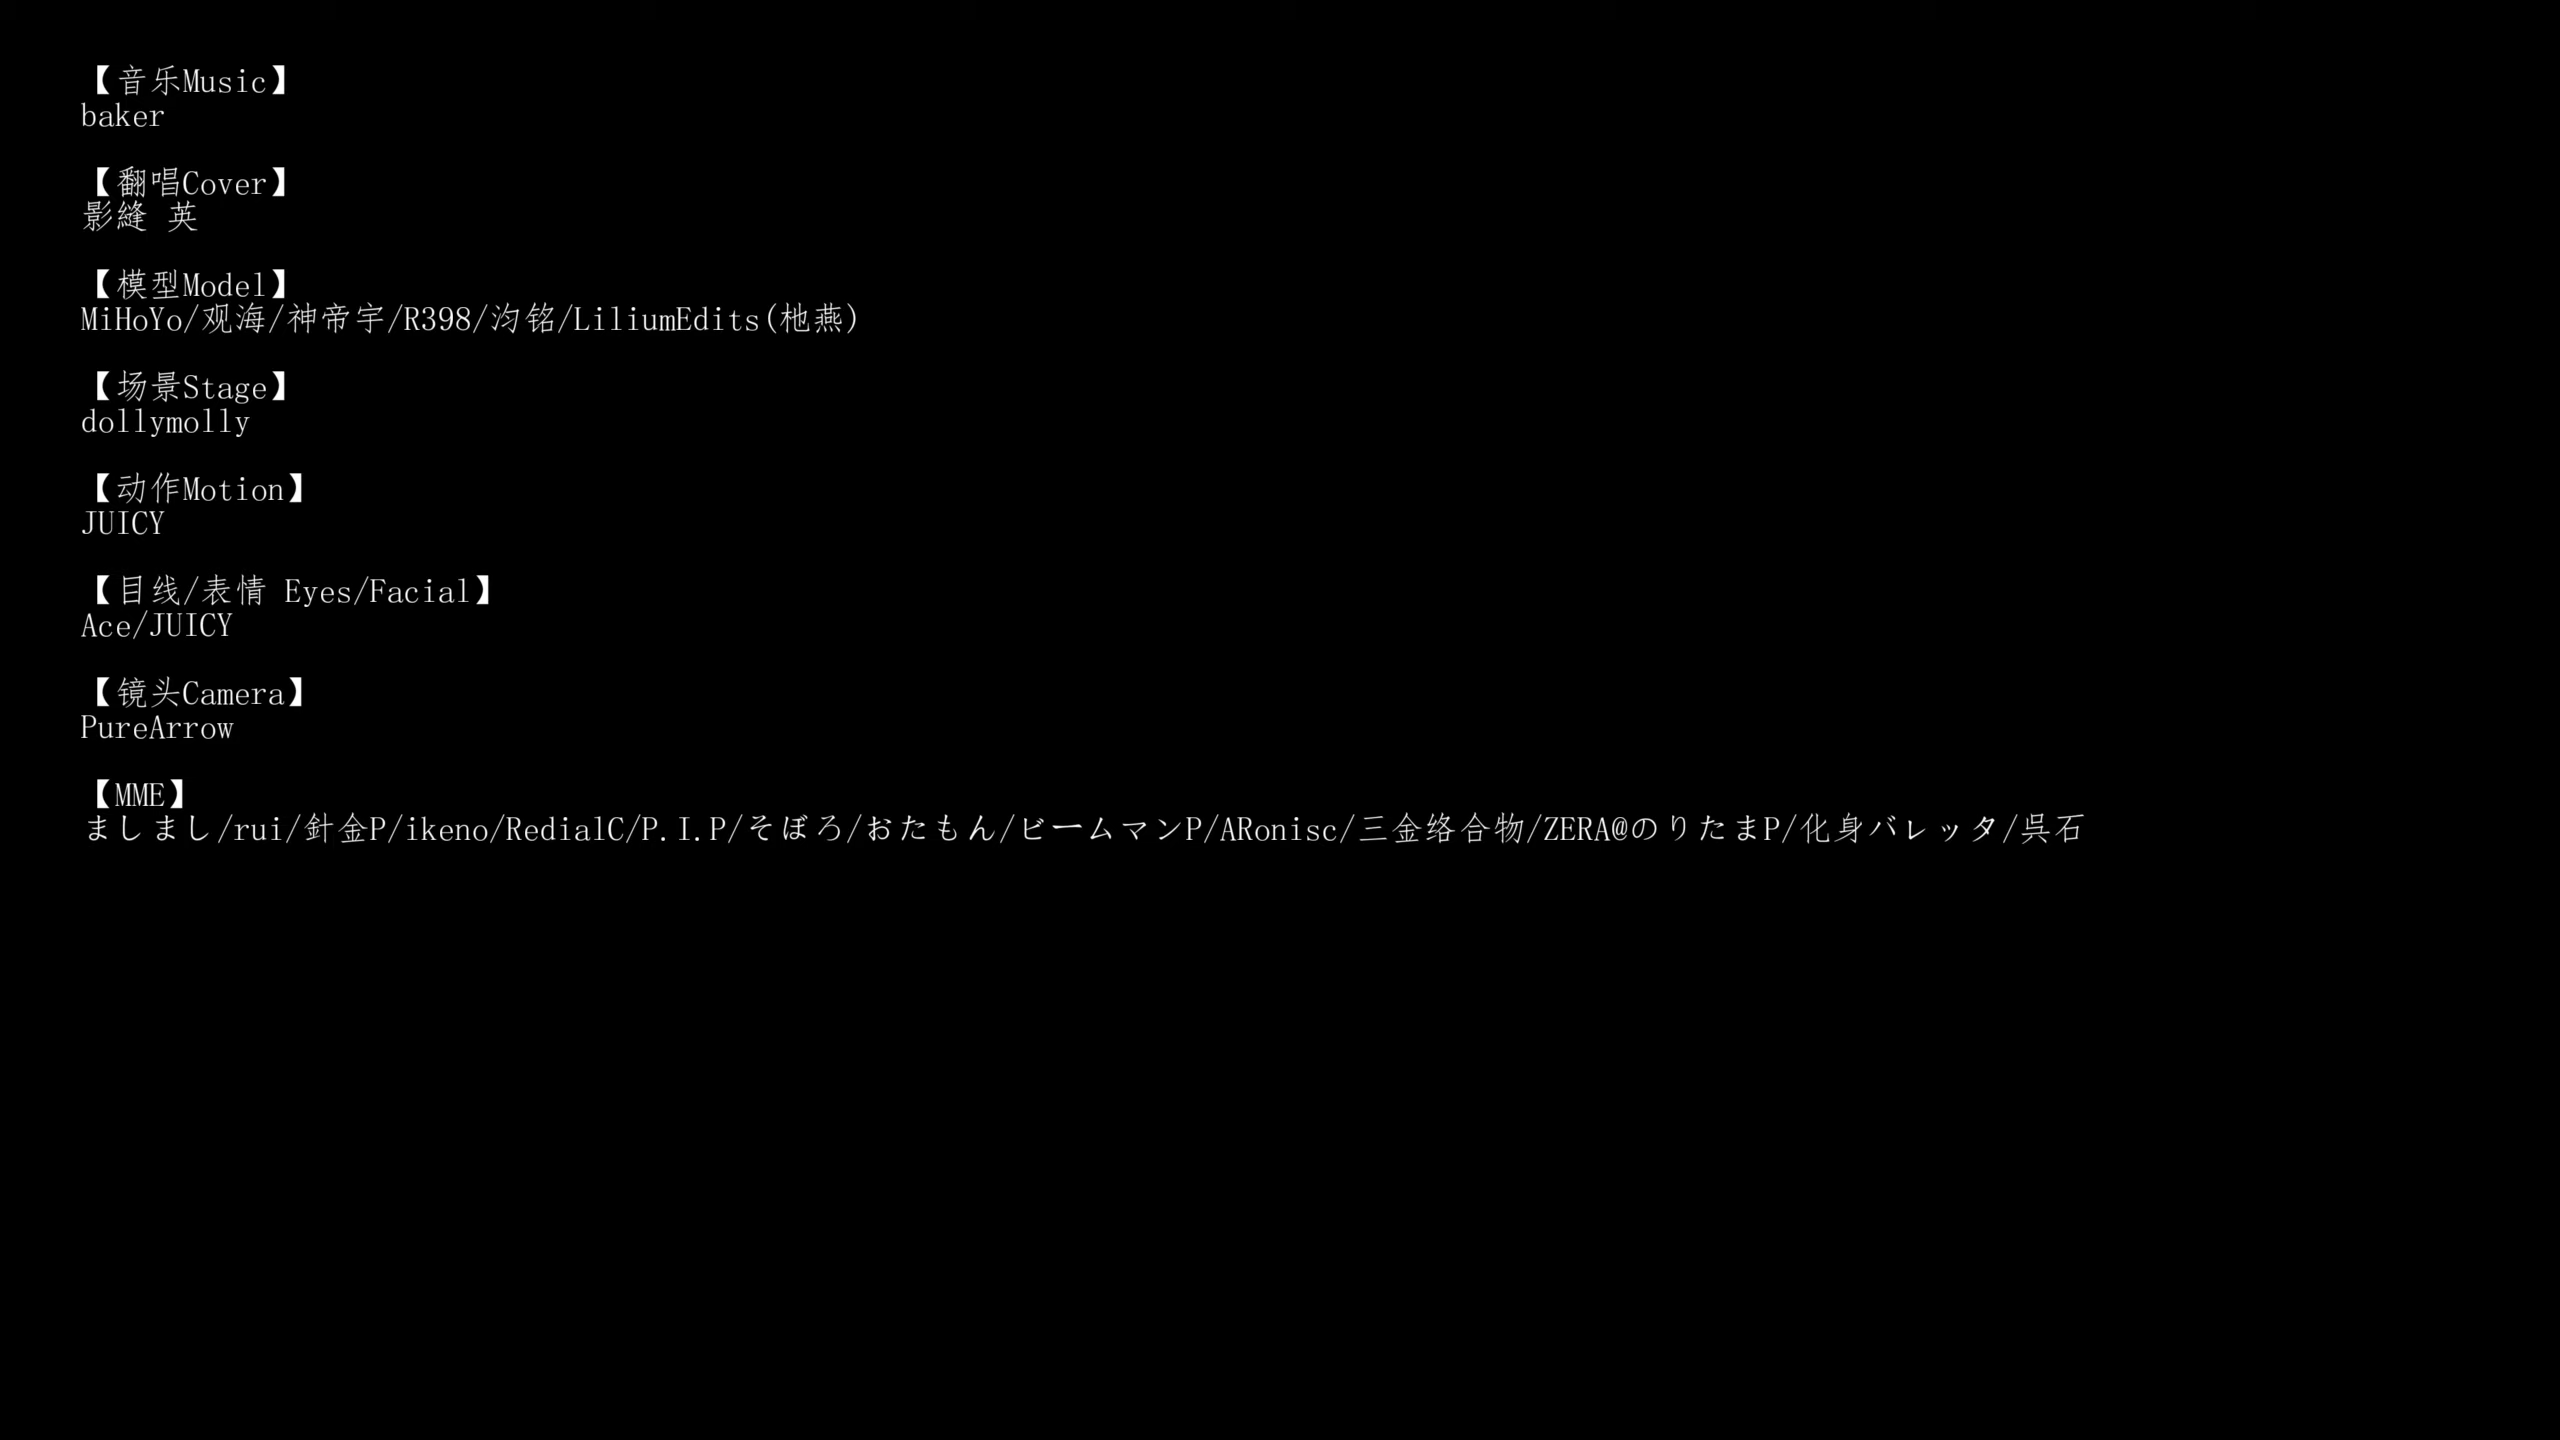 【音乐Music】
baker
【翻唱Cover】
影縫 英
【模型Model】
MiHoYo/观海/神帝宇/R398/沟铭/LiliumEdits(杝燕)
【场景Stage】
dollymolly
【动作Motion】
JUICY
【目线/表情 Eyes/Facial】
Ace/JUICY
【镜头Camera】
PureArrow
【MME】
ましまし/rui/針金P/ikeno/RedialC/P.I.P/そぼろ/おたもん/ビームマンP/ARonisc/三金络合物/ZERA@のりたまP/化身バレッタ/呉石